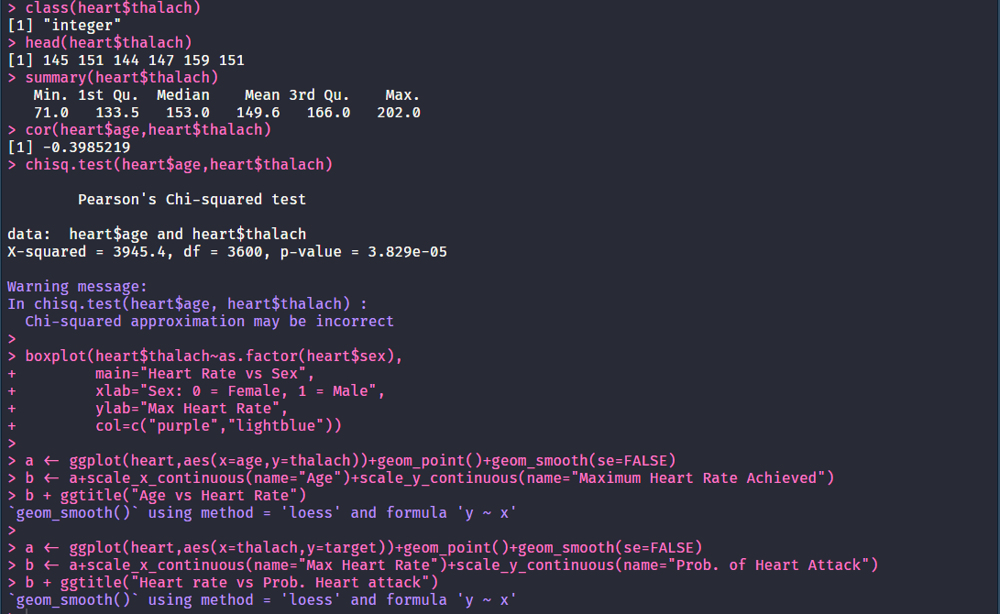 > class(heart$thalach)
[1] "integer"
> head(heart$thalach)
[1] 145 151 144 147 159 151
> summary(heart$thalach)
   Min. 1st Qu.  Median    Mean 3rd Qu.    Max.
   71.0   133.5   153.0   149.6   166.0   202.0
> cor(heart$age,heart$thalach)
[1] -0.3985219
> chisq.test(heart$age,heart$thalach)
        Pearson's Chi-squared test
data:  heart$age and heart$thalach
X-squared = 3945.4, df = 3600, p-value = 3.829e-05
Warning message:
In chisq.test(heart$age, heart$thalach) :
  Chi-squared approximation may be incorrect
>
> boxplot(heart$thalach~as.factor(heart$sex),
+         main="Heart Rate vs Sex",
+         xlab="Sex: 0 = Female, 1 = Male",
+         ylab="Max Heart Rate",
+         col=c("purple","lightblue"))
>
> a <- ggplot(heart,aes(x=age,y=thalach))+geom_point()+geom_smooth(se=FALSE)
> b <- a+scale_x_continuous(name="Age")+scale_y_continuous(name="Maximum Heart Rate Achieved")
> b + ggtitle("Age vs Heart Rate")
`geom_smooth()` using method = 'loess' and formula 'y ~ x'
>
> a <- ggplot(heart,aes(x=thalach,y=target))+geom_point()+geom_smooth(se=FALSE)
> b <- a+scale_x_continuous(name="Max Heart Rate")+scale_y_continuous(name="Prob. of Heart Attack")
> b + ggtitle("Heart rate vs Prob. Heart attack")
`geom_smooth()` using method = 'loess' and formula 'y ~ x'